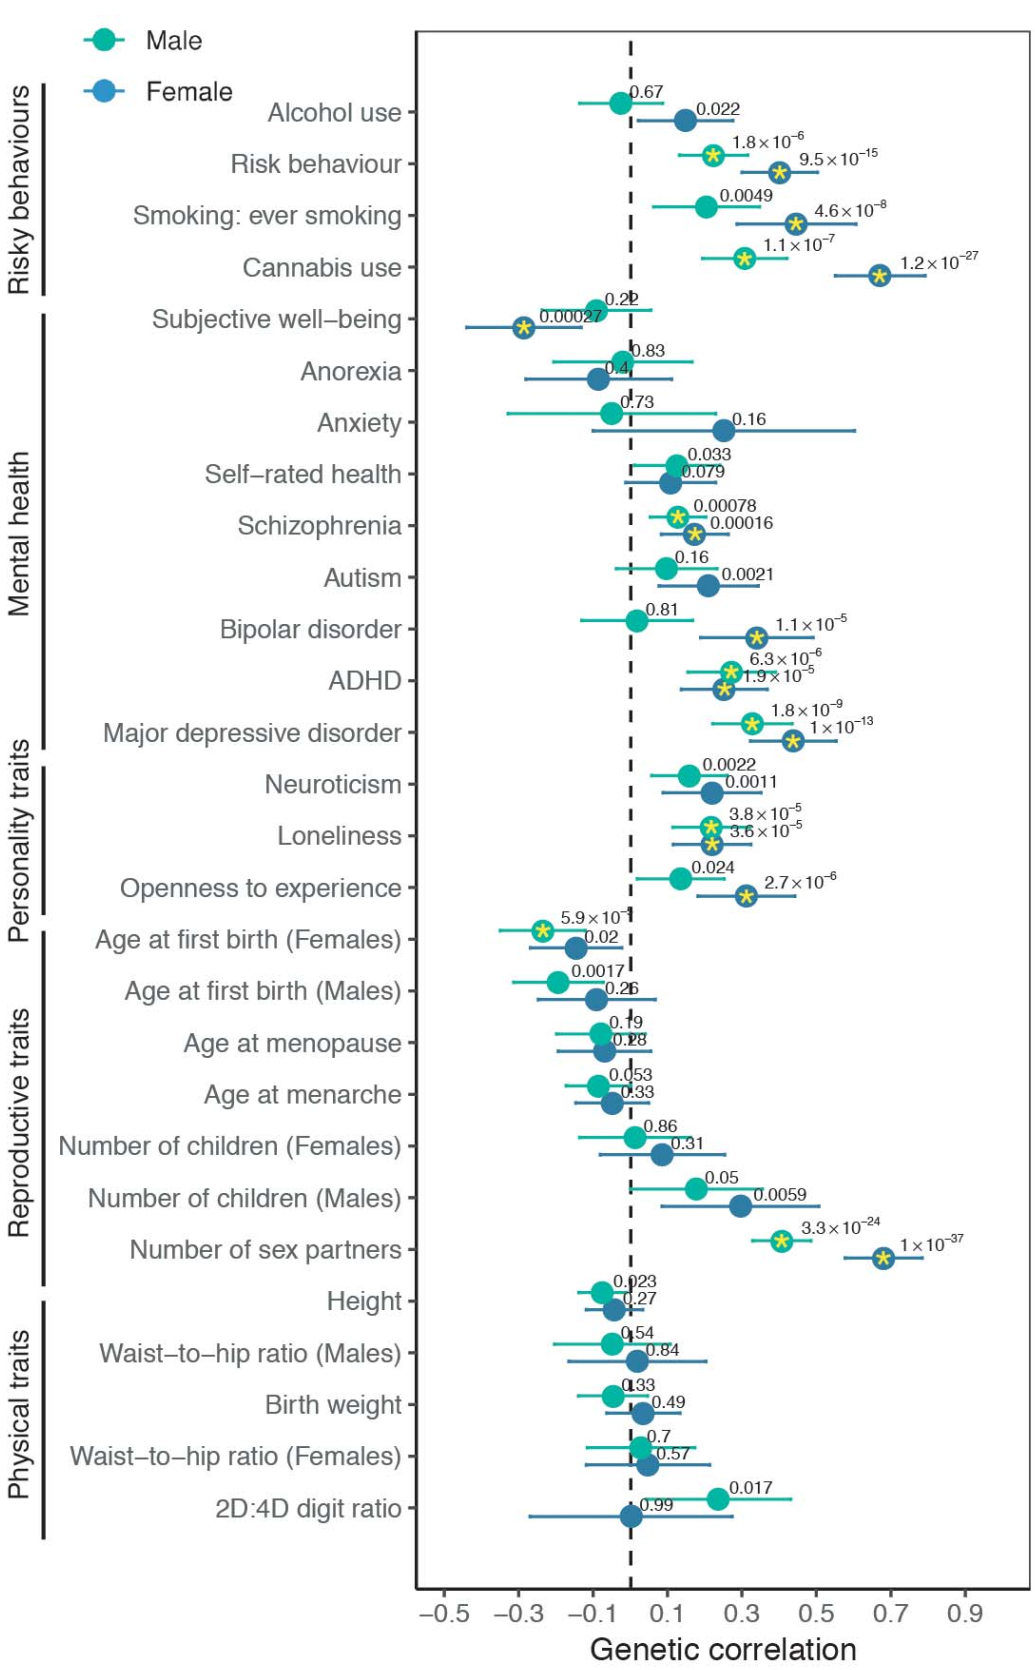 Male
Female
Risky behaviours
Alcohol use
0.67
0.022
Risk behaviour
1.8×10⁻⁶
9.5×10⁻¹⁵
Smoking: ever smoking
0.0049
4.6×10⁻⁸
Cannabis use
1.1×10⁻⁷
1.2×10⁻²⁷
Mental health
Subjective well–being
0.22
0.00027
Anorexia
0.83
0.4
Anxiety
0.73
0.16
Self–rated health
0.033
0.079
Schizophrenia
0.00078
0.00016
Autism
0.16
0.0021
Bipolar disorder
0.81
1.1×10⁻⁵
ADHD
6.3×10⁻⁶
1.9×10⁻⁵
Major depressive disorder
1.8×10⁻⁹
1×10⁻¹³
Personality traits
Neuroticism
0.0022
0.0011
Loneliness
3.8×10⁻⁵
3.6×10⁻⁵
Openness to experience
0.024
2.7×10⁻⁶
Reproductive traits
Age at first birth (Females)
0.02
Age at first birth (Males)
0.0017
0.26
Age at menopause
0.19
0.28
Age at menarche
0.053
0.33
Number of children (Females)
0.86
0.31
Number of children (Males)
0.05
0.0059
Number of sex partners
3.3×10⁻²⁴
1×10⁻³⁷
Physical traits
Height
0.023
0.27
Waist–to–hip ratio (Males)
0.54
0.84
Birth weight
0.33
0.49
Waist–to–hip ratio (Females)
0.7
0.57
2D:4D digit ratio
0.017
0.99
−0.5 −0.3 −0.1 0.1 0.3 0.5 0.7 0.9
Genetic correlation